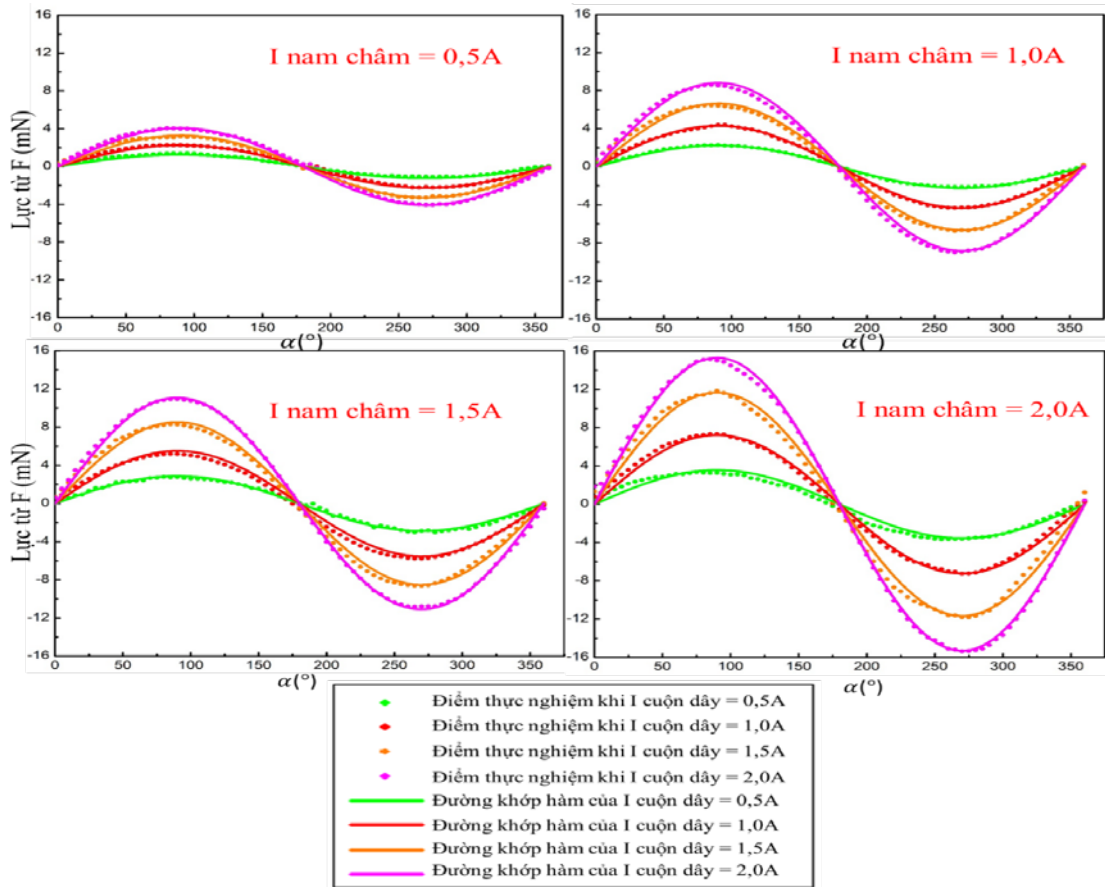 I nam châm = 0,5A
Lực từ F (mN)
16
12
8
4
0
-4
-8
-12
-16
0 50 100 150 200 250 300 350
α(°)
I nam châm = 1,0A
16
12
8
4
0
-4
-8
-12
-16
0 50 100 150 200 250 300 350
α(°)
I nam châm = 1,5A
Lực từ F (mN)
16
12
8
4
0
-4
-8
-12
-16
0 50 100 150 200 250 300 350
α(°)
I nam châm = 2,0A
16
12
8
4
0
-4
-8
-12
-16
0 50 100 150 200 250 300 350
α(°)
Điểm thực nghiệm khi I cuộn dây = 0,5A
Điểm thực nghiệm khi I cuộn dây = 1,0A
Điểm thực nghiệm khi I cuộn dây = 1,5A
Điểm thực nghiệm khi I cuộn dây = 2,0A
Đường khớp hàm của I cuộn dây = 0,5A
Đường khớp hàm của I cuộn dây = 1,0A
Đường khớp hàm của I cuộn dây = 1,5A
Đường khớp hàm của I cuộn dây = 2,0A